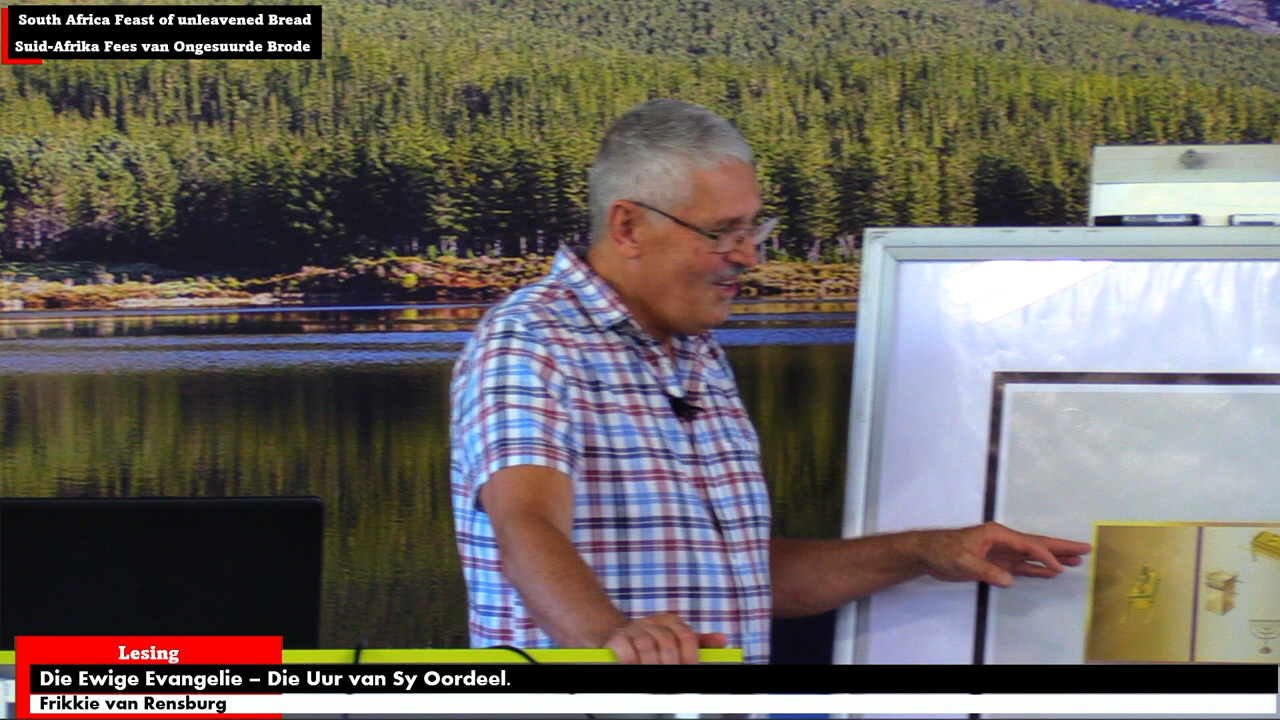 South Africa Feast of unleavened Bread
Suid-Afrika Fees van Ongesuurde Brode
Lesing
Die Ewige Evangelie – Die Uur van Sy Oordeel.
Frikkie van Rensburg